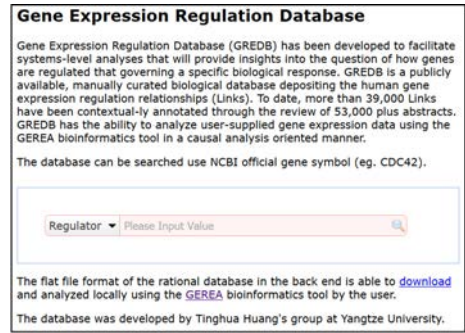 Gene Expression Regulation Database
Gene Expression Regulation Database (GREDB) has been developed to facilitate
systems-level analyses that will provide insights into the question of how genes
are regulated that governing a specific biological response. GREDB is a publicly
available, manually curated biological database depositing the human gene
expression regulation relationships (Links). To date, more than 39,000 Links
have been contextual-ly annotated through the review of 53,000 plus abstracts.
GREDB has the ability to analyze user-supplied gene expression data using the
GEREA bioinformatics tool in a causal analysis oriented manner.
The database can be searched use NCBI official gene symbol (eg. CDC42).
Regulator Please Input Value
The flat file format of the rational database in the back end is able to download
and analyzed locally using the GEREA bioinformatics tool by the user.
The database was developed by Tinghua Huang's group at Yangtze University.